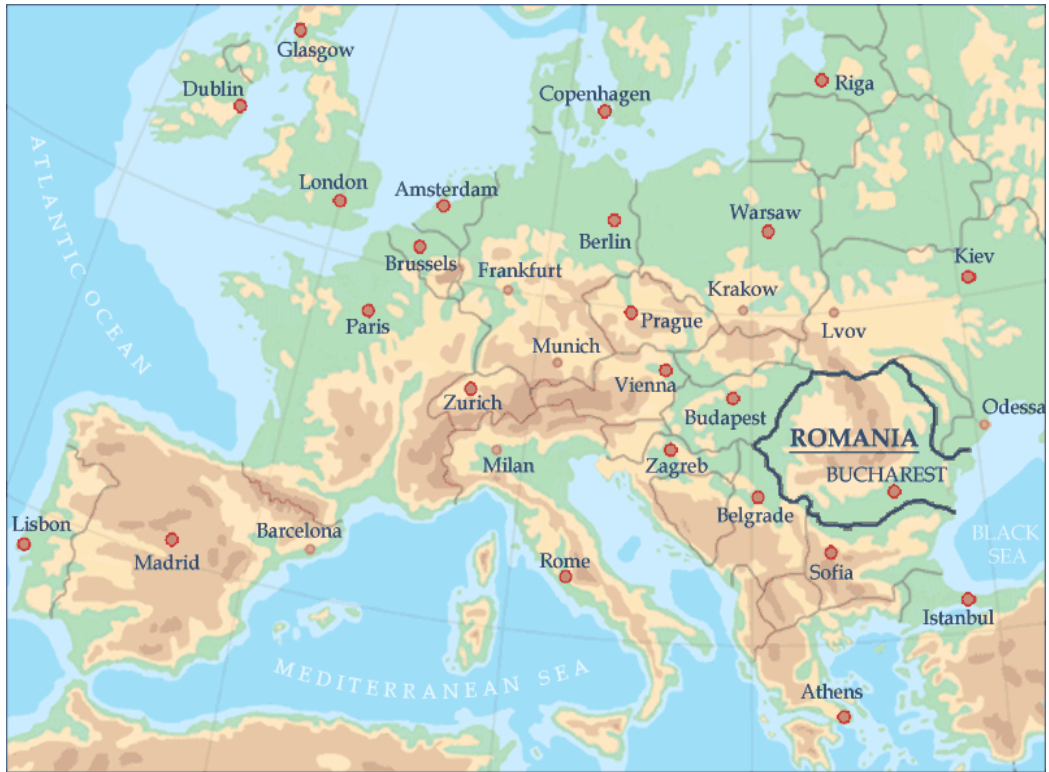 Glasgow
Dublin
Copenhagen
Riga
ATLANTIC OCEAN
London
Amsterdam
Warsaw
Berlin
Brussels
Frankfurt
Kiev
Krakow
Paris
Prague
Lvov
Munich
Vienna
Zurich
Budapest
Odessa
ROMANIA
Milan
Zagreb
BUCHAREST
Belgrade
Lisbon
Barcelona
Madrid
BLACK
SEA
Rome
Sofia
Istanbul
MEDITERRANEAN SEA
Athens